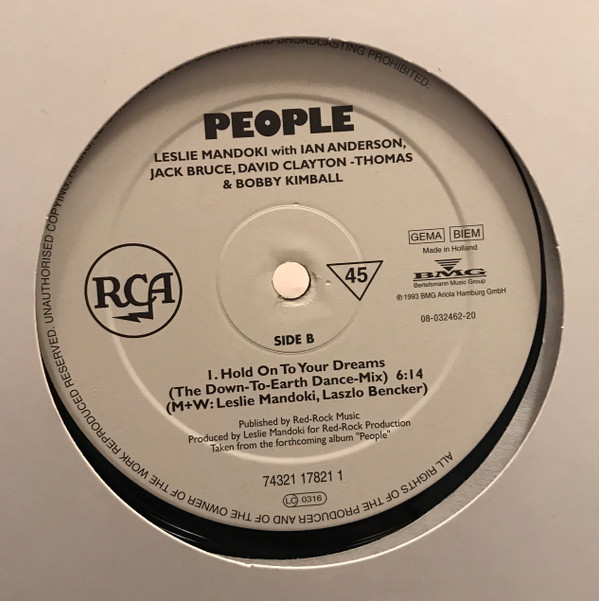 PEOPLE
LESLIE MANDOKI with IAN ANDERSON,
JACK BRUCE, DAVID CLAYTON -THOMAS
& BOBBY KIMBALL
RCA
45
GEMA BIEM
Made in Holland
BMG
Bertelsmann Music Group
℗ 1993 BMG Ariola Hamburg GmbH
08-032462-20
SIDE B
1. Hold On To Your Dreams
(The Down-To-Earth Dance-Mix) 6:14
(M+W: Leslie Mandoki, Laszlo Bencker)
Published by Red-Rock Music
Produced by Leslie Mandoki for Red-Rock Production
Taken from the forthcoming album "People"
74321 17821 1
LC 0316
ALL RIGHTS OF THE PRODUCER AND OF THE OWNER OF THE WORK REPRODUCED RESERVED. UNAUTHORISED COPYING, AND BROADCASTING PROHIBITED.